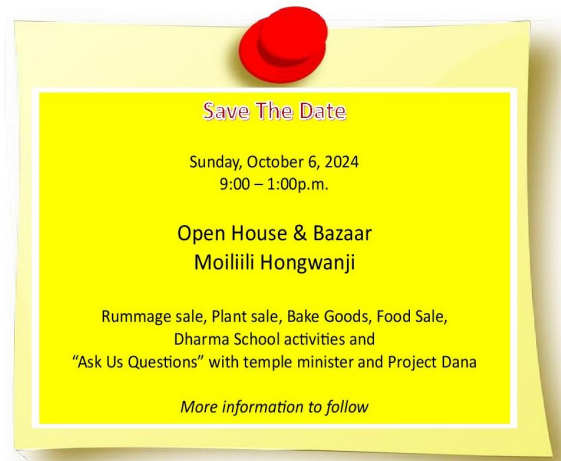 Save The Date
Sunday, October 6, 2024
9:00 – 1:00p.m.
Open House & Bazaar
Moiliili Hongwanji
Rummage sale, Plant sale, Bake Goods, Food Sale,
Dharma School activities and
“Ask Us Questions” with temple minister and Project Dana
More information to follow